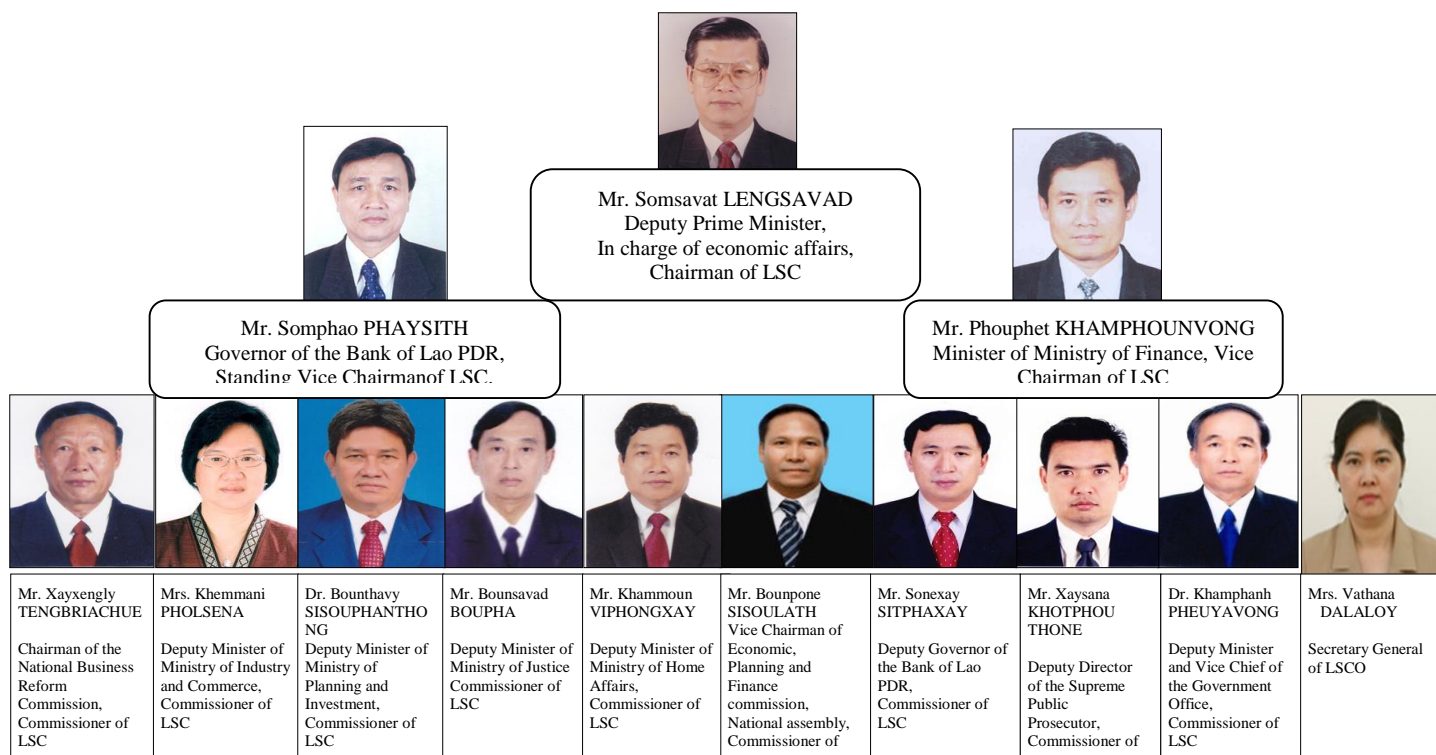 Mr. Somsavat LENGSAVAD
Deputy Prime Minister,
In charge of economic affairs,
Chairman of LSC
Mr. Somphao PHAYSITH
Governor of the Bank of Lao PDR,
Standing Vice Chairmanof LSC.
Mr. Phouphet KHAMPHOUNVONG
Minister of Ministry of Finance, Vice
Chairman of LSC
Mr. Xayxengly
TENGBRIACHUE
Chairman of the
National Business
Reform
Commission,
Commissioner of
LSC
Mrs. Khemmani
PHOLSENA
Deputy Minister of
Ministry of Industry
and Commerce,
Commissioner of
LSC
Dr. Bounthavy
SISOUPHANTHO
NG
Deputy Minister of
Ministry of
Planning and
Investment,
Commissioner of
LSC
Mr. Bounsavad
BOUPHA
Deputy Minister of
Ministry of Justice
Commissioner of
LSC
Mr. Khammoun
VIPHONGXAY
Deputy Minister of
Ministry of Home
Affairs,
Commissioner of
LSC
Mr. Bounpone
SISOULATH
Vice Chairman of
Economic,
Planning and
Finance
commission,
National assembly,
Commissioner of
Mr. Sonexay
SITPHAXAY
Deputy Governor of
the Bank of Lao
PDR,
Commissioner of
LSC
Mr. Xaysana
KHOTPHOU
THONE
Deputy Director
of the Supreme
Public
Prosecutor,
Commissioner of
Dr. Khamphanh
PHEUYAVONG
Deputy Minister
and Vice Chief of
the Government
Office,
Commissioner of
LSC
Mrs. Vathana
DALALOY
Secretary General
of LSCO